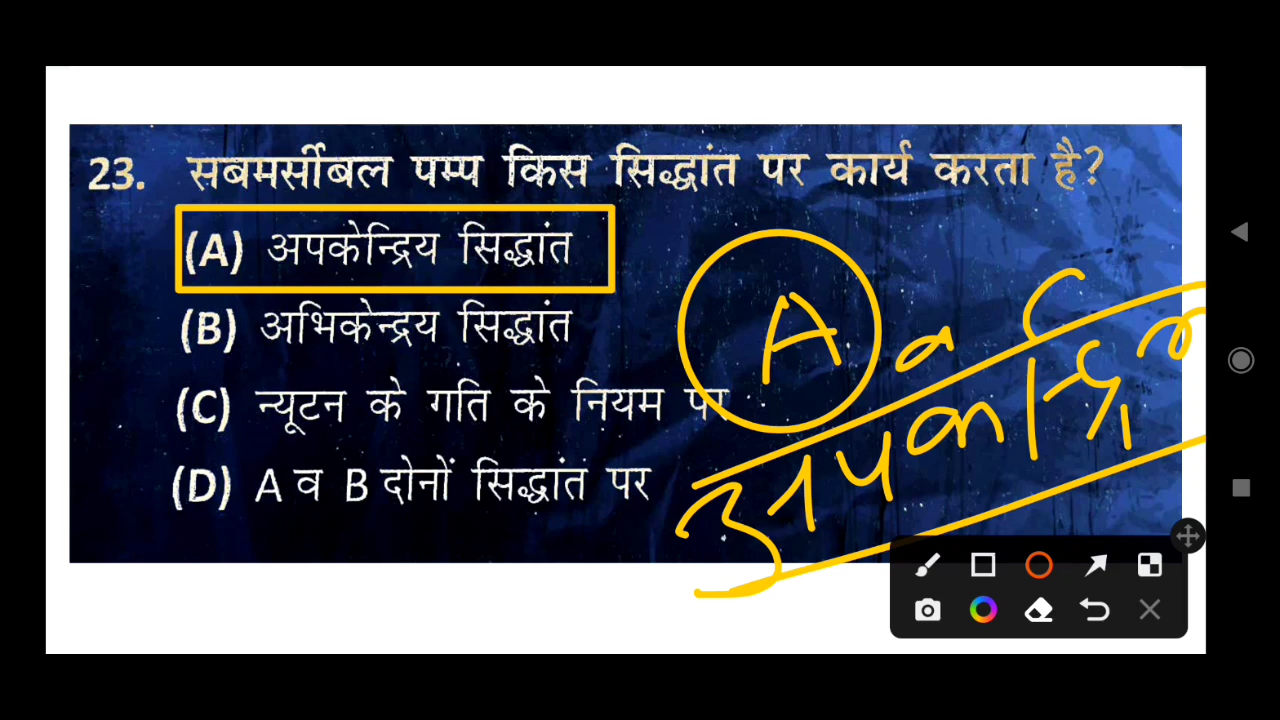 23. सबमर्सीबल पम्प किस सिद्धांत पर कार्य करता है?
(A) अपकेन्द्रिय सिद्धांत
(B) अभिकेन्द्रय सिद्धांत
(C) न्यूटन के गति के नियम पर
(D) A व B दोनों सिद्धांत पर
A